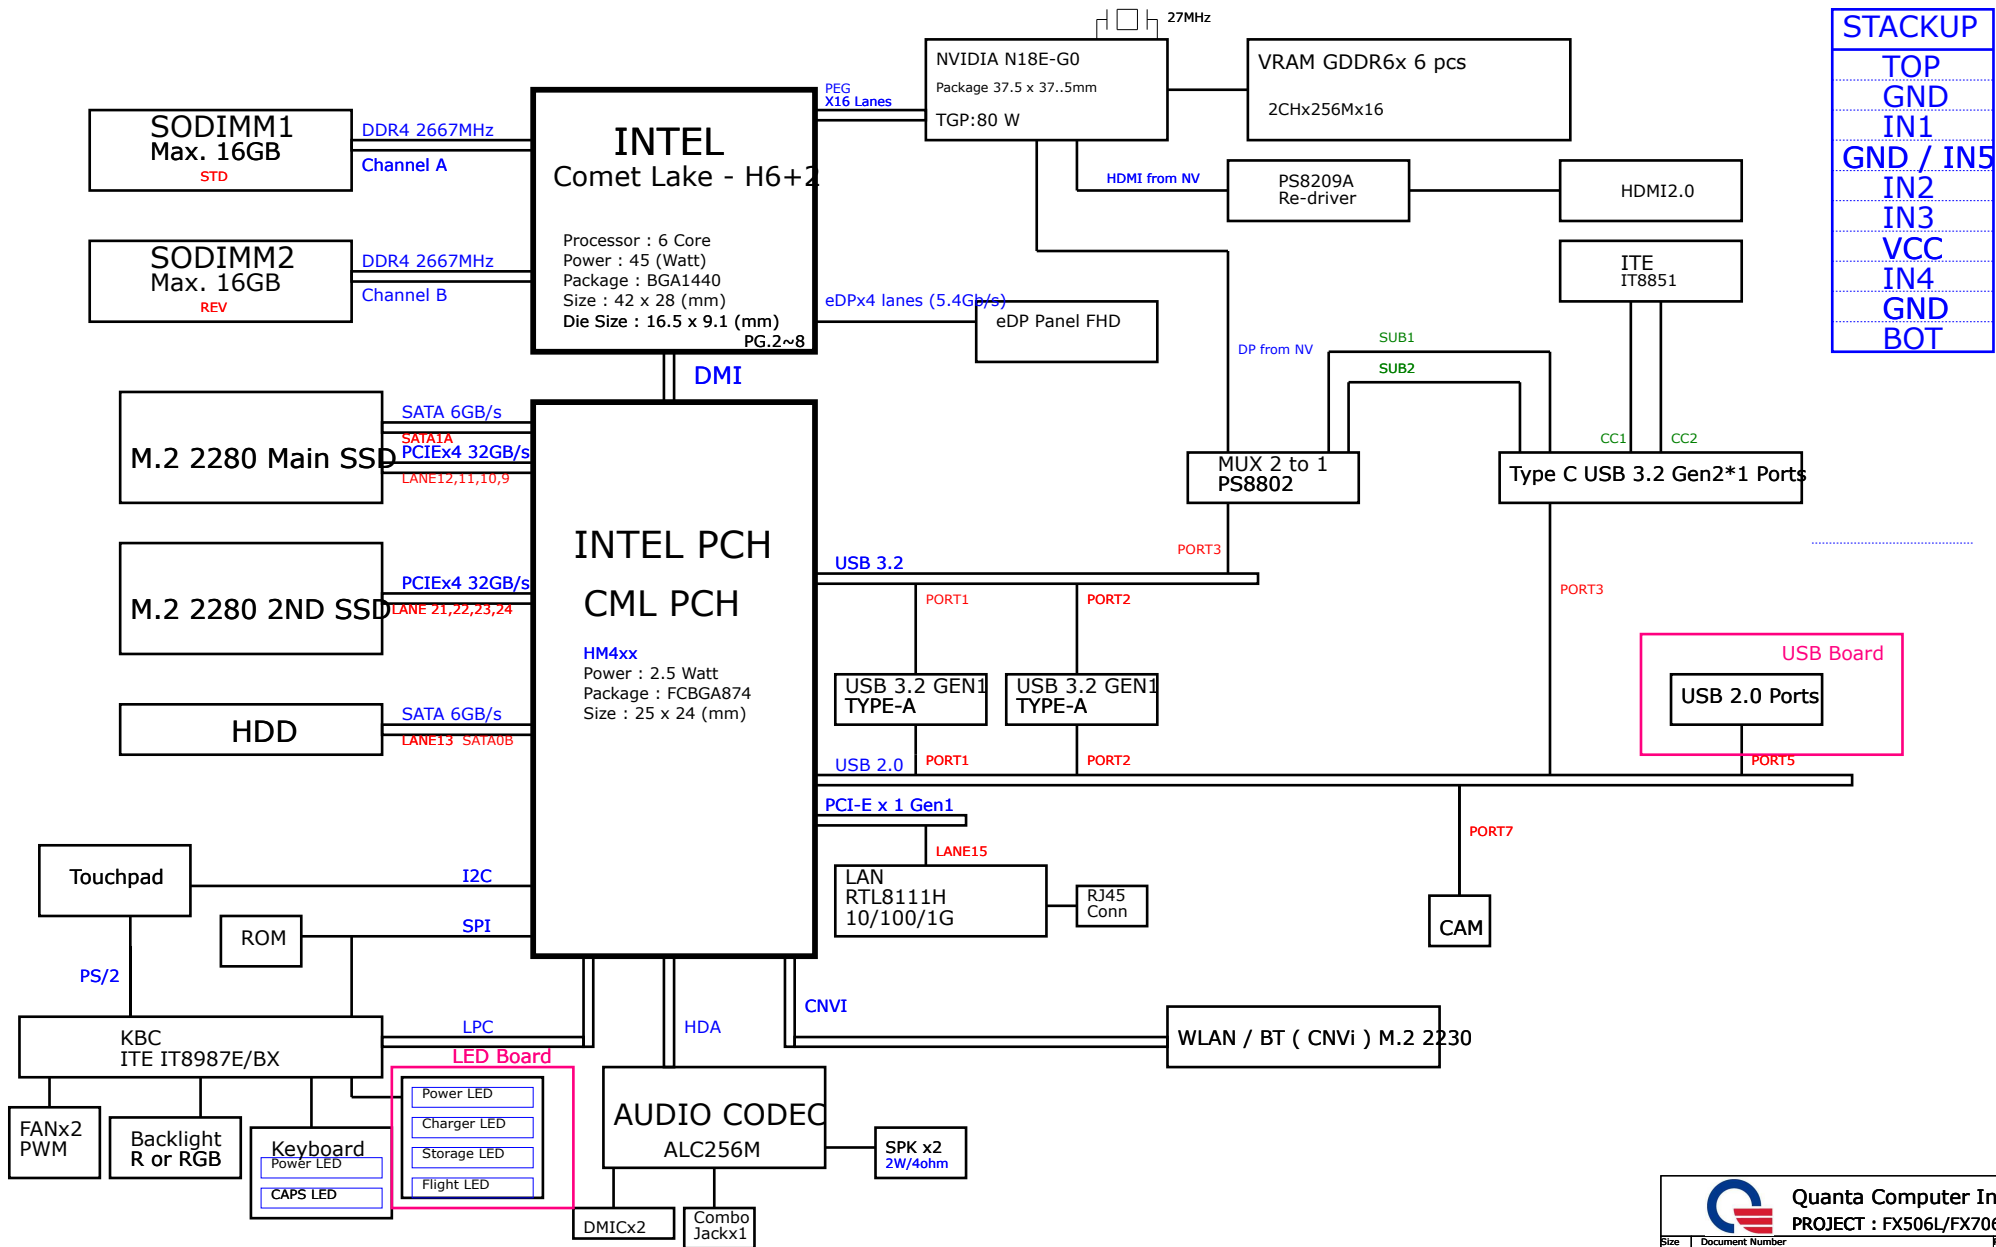 27MHz
NVIDIA N18E-G0
Package 37.5 x 37..5mm
TGP:80 W
VRAM GDDR6x 6 pcs
2CHx256Mx16
STACKUP
TOP
GND
IN1
GND / IN5
IN2
IN3
VCC
IN4
GND
BOT
SODIMM1
Max. 16GB
STD
DDR4 2667MHz
Channel A
SODIMM2
Max. 16GB
REV
DDR4 2667MHz
Channel B
INTEL
Comet Lake - H6+2
Processor : 6 Core
Power : 45 (Watt)
Package : BGA1440
Size : 42 x 28 (mm)
Die Size : 16.5 x 9.1 (mm)
PG.2~8
PEG
X16 Lanes
HDMI from NV
PS8209A
Re-driver
HDMI2.0
ITE
IT8851
eDPx4 lanes (5.4Gb/s)
eDP Panel FHD
DP from NV
SUB1
SUB2
CC1
CC2
MUX 2 to 1
PS8802
Type C USB 3.2 Gen2*1 Ports
DMI
M.2 2280 Main SSD
SATA 6GB/s
SATA1A
PCIEx4 32GB/s
LANE12,11,10,9
M.2 2280 2ND SSD
PCIEx4 32GB/s
LANE 21,22,23,24
HDD
SATA 6GB/s
LANE13 SATA0B
INTEL PCH
CML PCH
HM4xx
Power : 2.5 Watt
Package : FCBGA874
Size : 25 x 24 (mm)
USB 3.2
PORT3
PORT1
PORT2
PORT3
USB 3.2 GEN1
TYPE-A
USB 3.2 GEN1
TYPE-A
USB Board
USB 2.0 Ports
USB 2.0
PORT1
PORT2
PORT5
PCI-E x 1 Gen1
LANE15
PORT7
LAN
RTL8111H
10/100/1G
RJ45
Conn
CAM
Touchpad
I2C
ROM
SPI
PS/2
KBC
ITE IT8987E/BX
LPC
HDA
CNVI
WLAN / BT ( CNVi ) M.2 2230
LED Board
Power LED
Charger LED
Storage LED
Flight LED
FANx2
PWM
Backlight
R or RGB
Keyboard
Power LED
CAPS LED
AUDIO CODEC
ALC256M
SPK x2
2W/4ohm
DMICx2
Combo
Jackx1
Quanta Computer In
PROJECT : FX506L/FX706
Size
Document Number